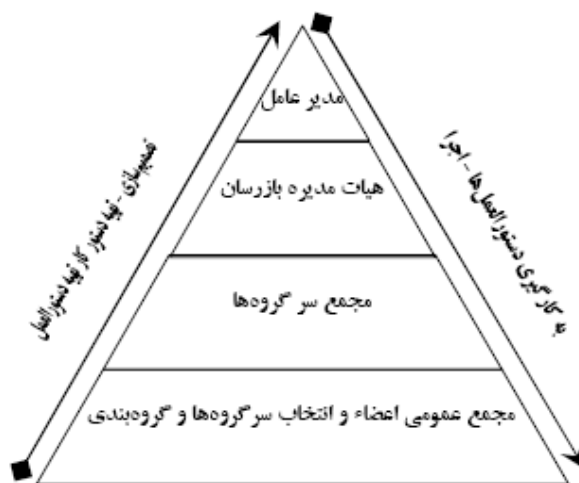 مدیر عامل
هیات مدیره بازرسان
مجمع سر گروه‌ها
مجمع عمومی اعضاء و انتخاب سرگروه‌ها و گروه‌بندی
تصمیم‌سازی - تهیه دستور کار تهیه دستورالعمل
به کارگیری دستورالعمل‌ها - اجرا